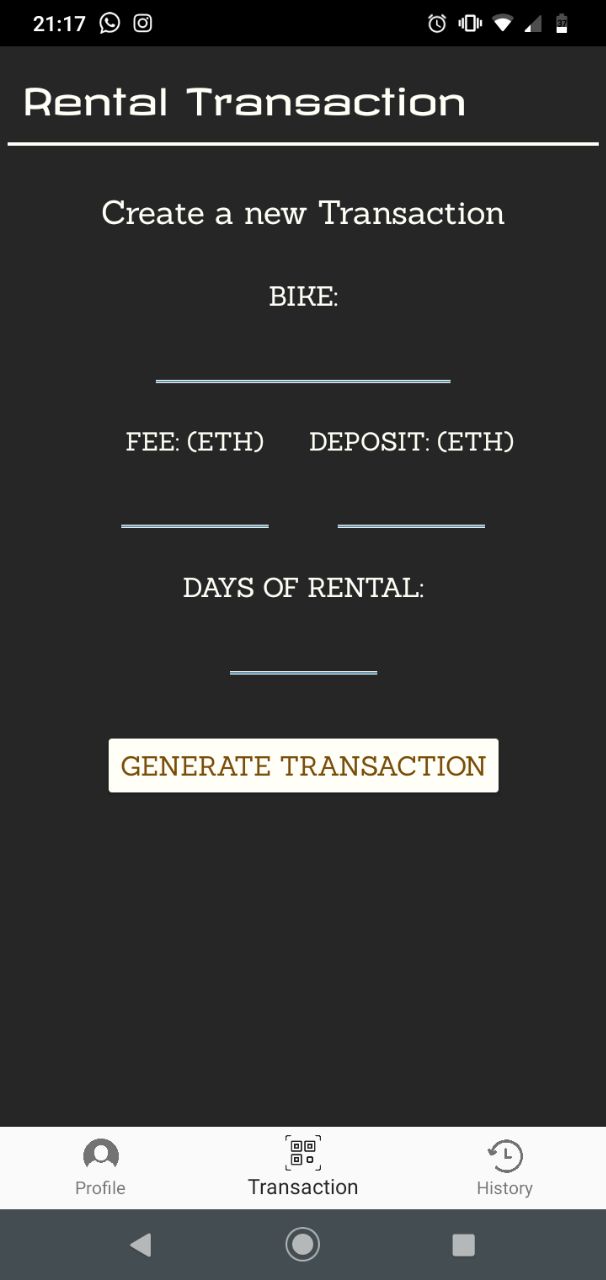 21:17
Rental Transaction
Create a new Transaction
BIKE:
FEE: (ETH) DEPOSIT: (ETH)
DAYS OF RENTAL:
GENERATE TRANSACTION
Profile Transaction History